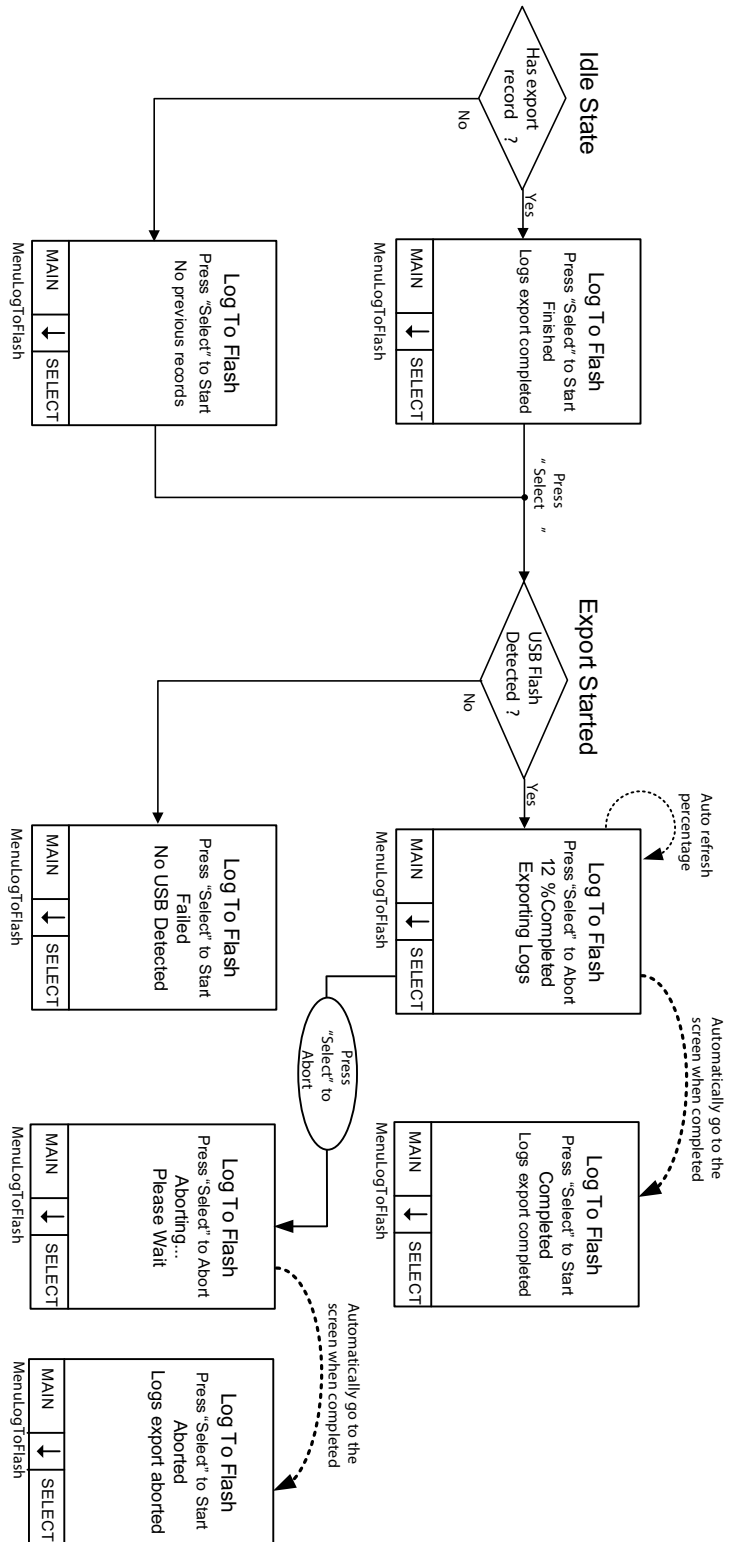 Idle State
Has export
record ?
Yes
No
Log To Flash
Press "Select" to Start
Finished
Logs export completed
MAIN
SELECT
MenuLogToFlash
Log To Flash
Press "Select" to Start
No previous records
MAIN
SELECT
MenuLogToFlash
Press
" Select "
Export Started
USB Flash
Detected ?
Yes
No
Auto refresh
percentage
Log To Flash
Press "Select" to Abort
12 %Completed
Exporting Logs
MAIN
SELECT
MenuLogToFlash
Log To Flash
Press "Select" to Start
Failed
No USB Detected
MAIN
SELECT
MenuLogToFlash
Automatically go to the
screen when completed
Press
"Select" to
Abort
Log To Flash
Press "Select" to Start
Completed
Logs export completed
MAIN
SELECT
MenuLogToFlash
Log To Flash
Press "Select" to Abort
Aborting...
Please Wait
MAIN
SELECT
MenuLogToFlash
Automatically go to the
screen when completed
Log To Flash
Press "Select" to Start
Aborted
Logs export aborted
MAIN
SELECT
MenuLogToFlash